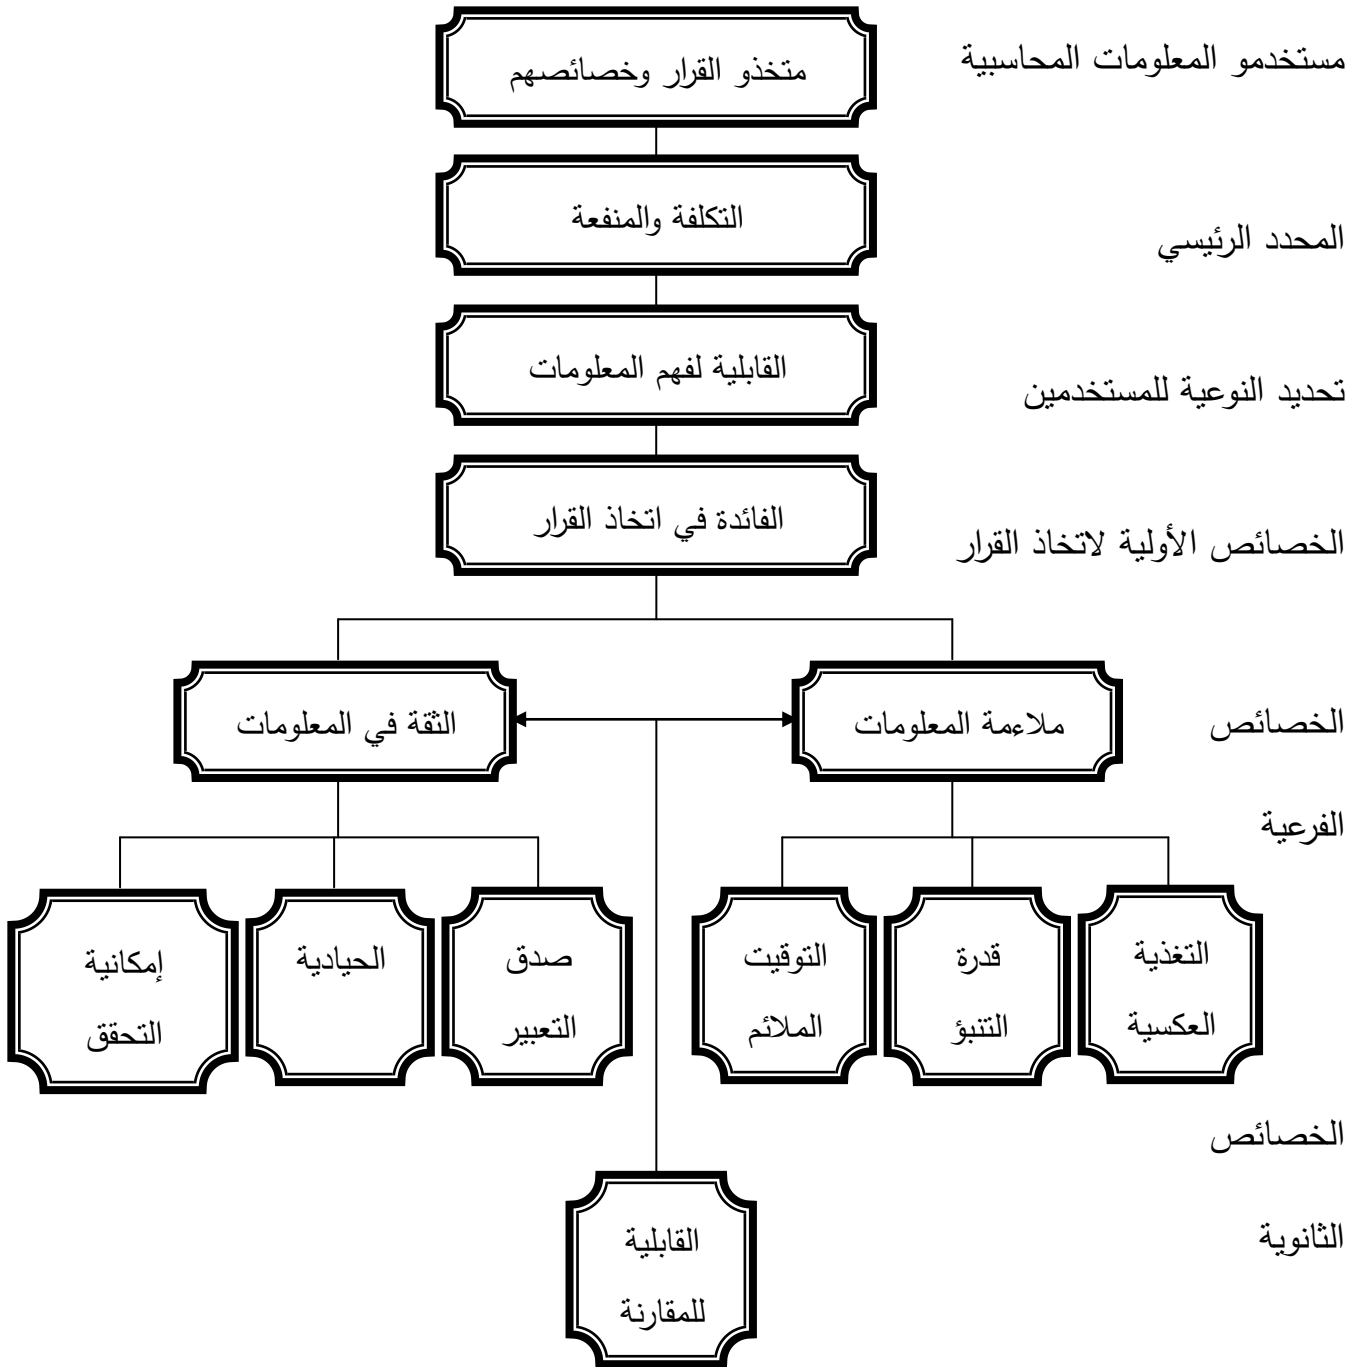 مستخدمو المعلومات المحاسبية
متخذو القرار وخصائصهم
المحدد الرئيسي
التكلفة والمنفعة
تحديد النوعية للمستخدمين
القابلية لفهم المعلومات
الخصائص الأولية لاتخاذ القرار
الفائدة في اتخاذ القرار
الخصائص
ملاءمة المعلومات
الثقة في المعلومات
الفرعية
التغذية
العكسية
قدرة
التنبؤ
التوقيت
الملائم
صدق
التعبير
الحيادية
إمكانية
التحقق
الخصائص
الثانوية
القابلية
للمقارنة